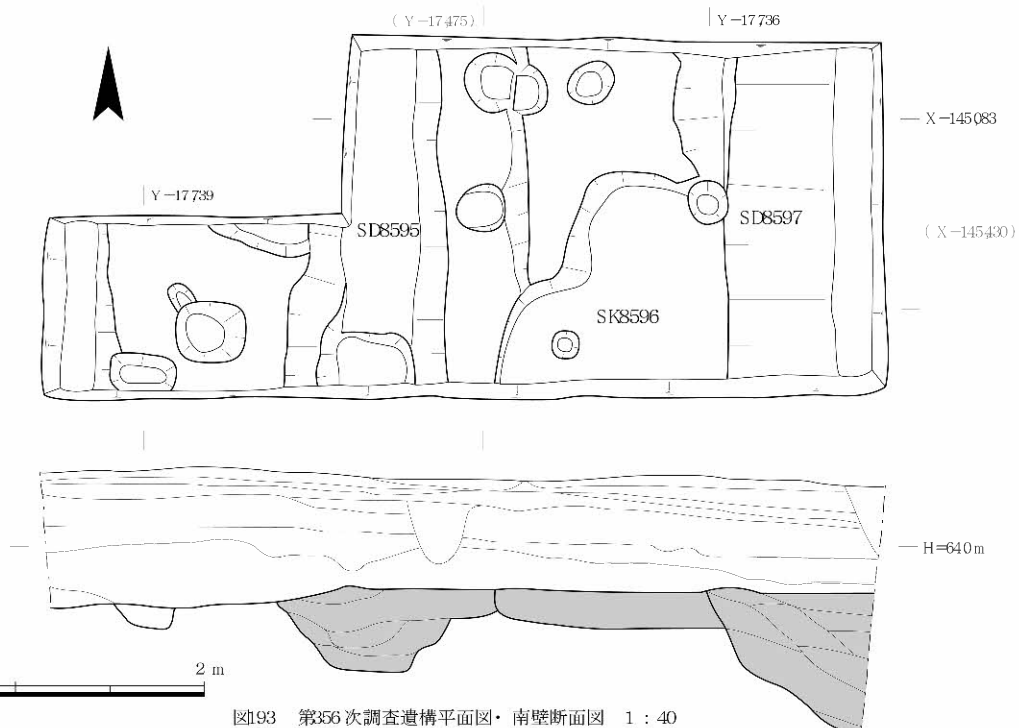 ( Y−17,475)
Y−17,736
X−145,083
Y−17,739
SD8595
SD8597
( X−145,430)
SK8596
H=64.0m
2 m
図193　第356次調査遺構平面図・南壁断面図　1：40